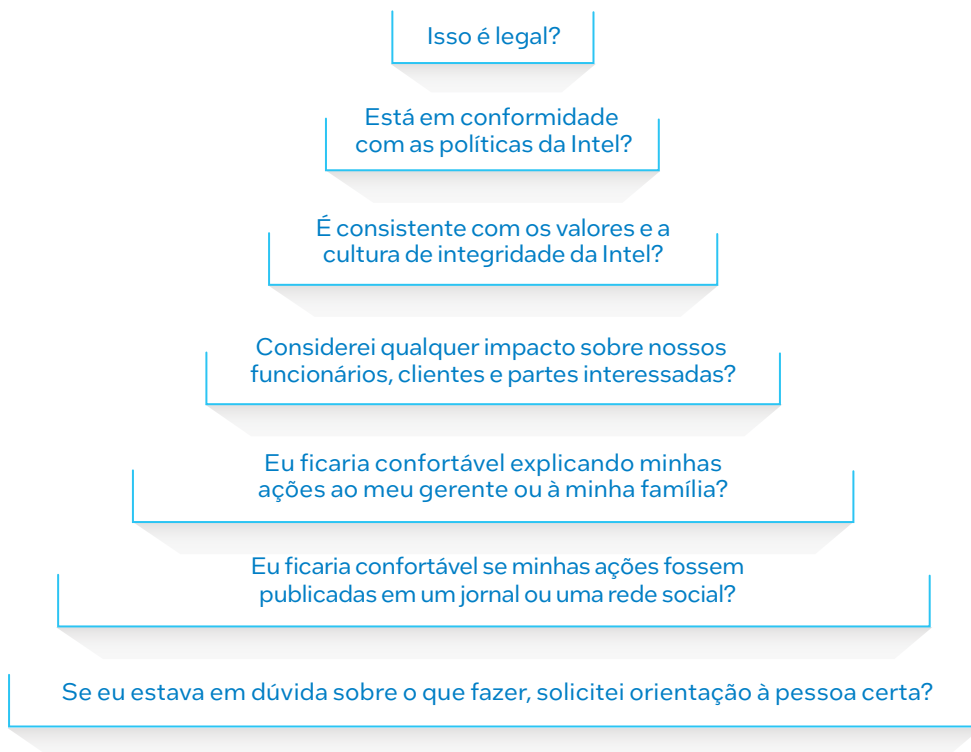 Isso é legal?
Está em conformidade
com as políticas da Intel?
É consistente com os valores e a
cultura de integridade da Intel?
Considerei qualquer impacto sobre nossos
funcionários, clientes e partes interessadas?
Eu ficaria confortável explicando minhas
ações ao meu gerente ou à minha família?
Eu ficaria confortável se minhas ações fossem
publicadas em um jornal ou uma rede social?
Se eu estava em dúvida sobre o que fazer, solicitei orientação à pessoa certa?